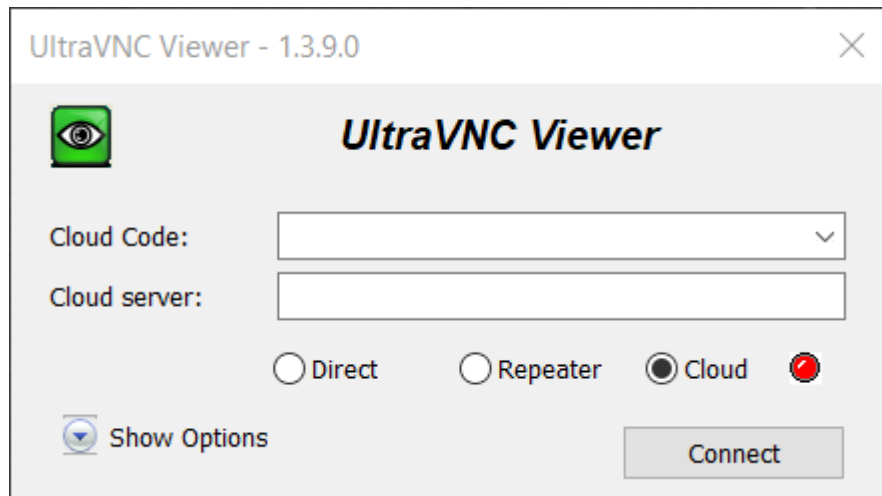 UltraVNC Viewer - 1.3.9.0
UltraVNC Viewer
Cloud Code:
Cloud server:
Direct Repeater Cloud
Show Options
Connect